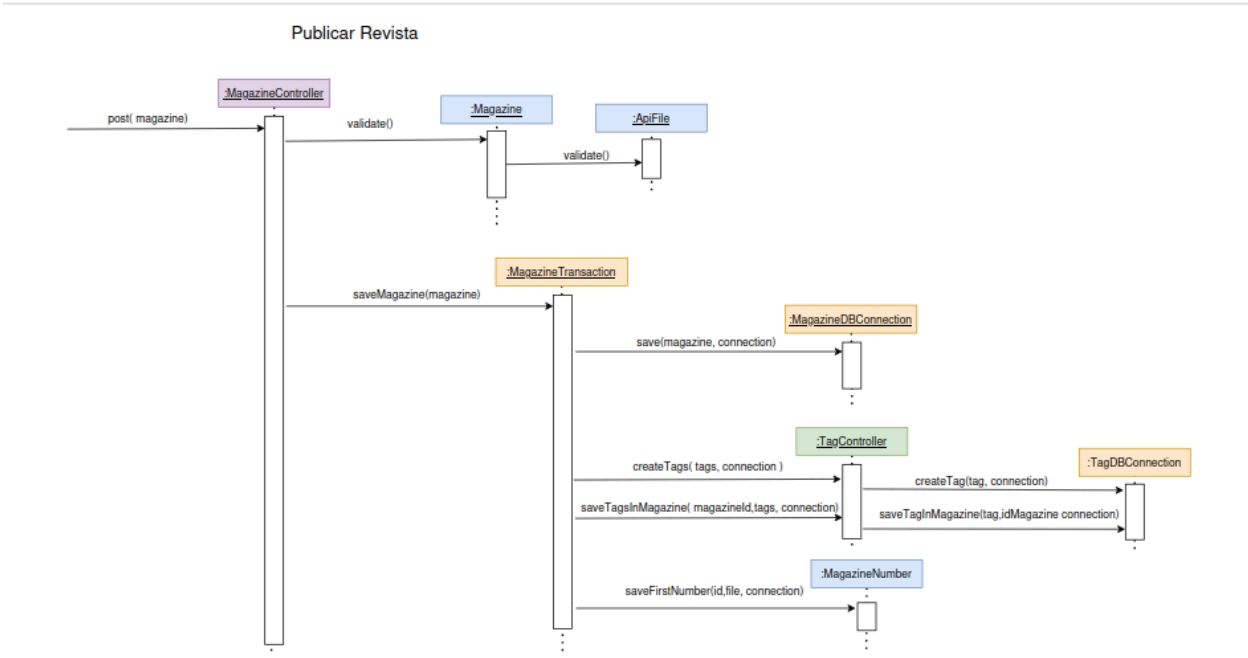 Publicar Revista
:MagazineController
post( magazine)
validate()
:Magazine
:ApiFile
validate()
:MagazineTransaction
saveMagazine(magazine)
:MagazineDBConnection
save(magazine, connection)
:TagController
createTags( tags, connection )
:TagDBConnection
createTag(tag, connection)
saveTagsInMagazine( magazineId,tags, connection)
saveTagInMagazine(tag,idMagazine connection)
:MagazineNumber
saveFirstNumber(id,file, connection)